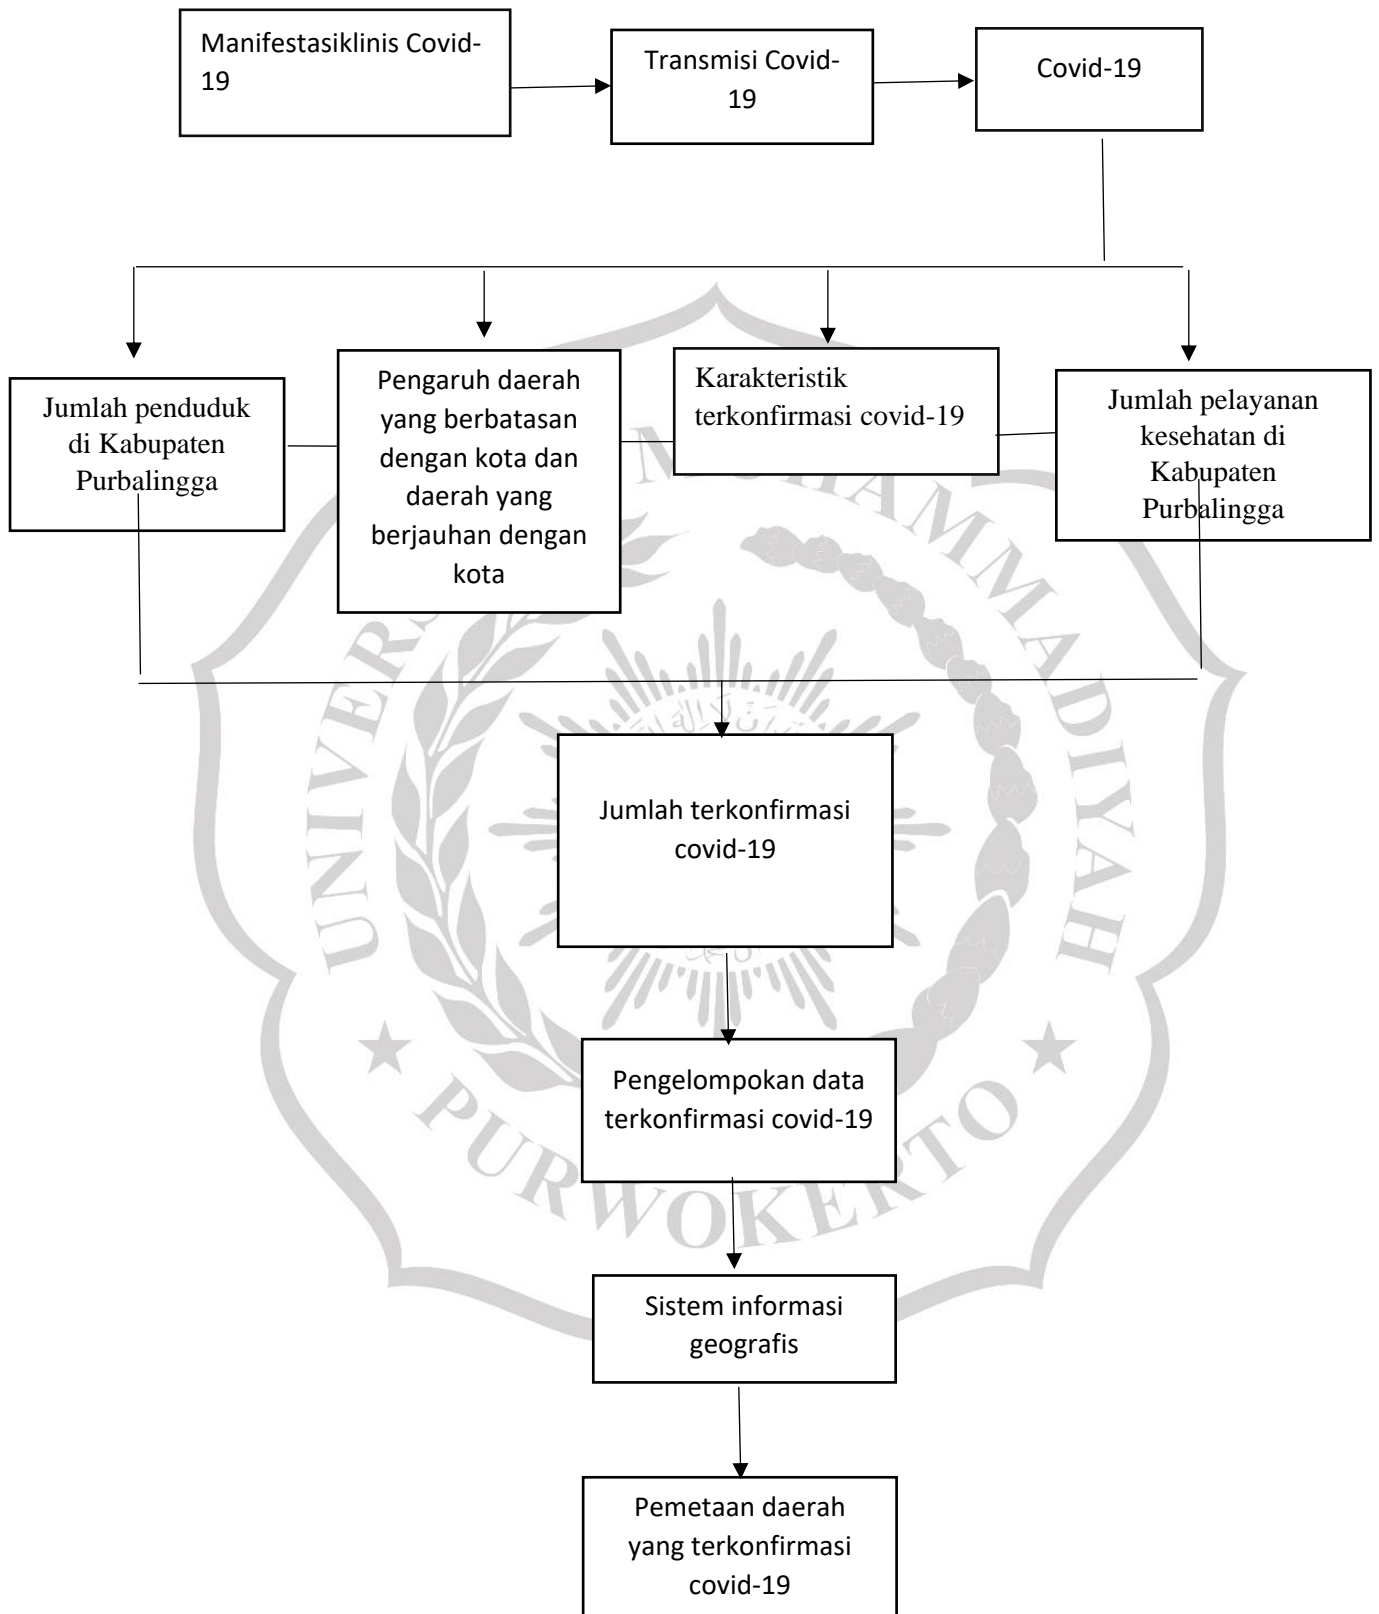 Manifestasiklinis Covid-
19
Transmisi Covid-
19
Covid-19
Jumlah penduduk
di Kabupaten
Purbalingga
Pengaruh daerah
yang berbatasan
dengan kota dan
daerah yang
berjauhan dengan
kota
Karakteristik
terkonfirmasi covid-19
Jumlah pelayanan
kesehatan di
Kabupaten
Purbalingga
Jumlah terkonfirmasi
covid-19
Pengelompokan data
terkonfirmasi covid-19
Sistem informasi
geografis
Pemetaan daerah
yang terkonfirmasi
covid-19
PURWOKERTO